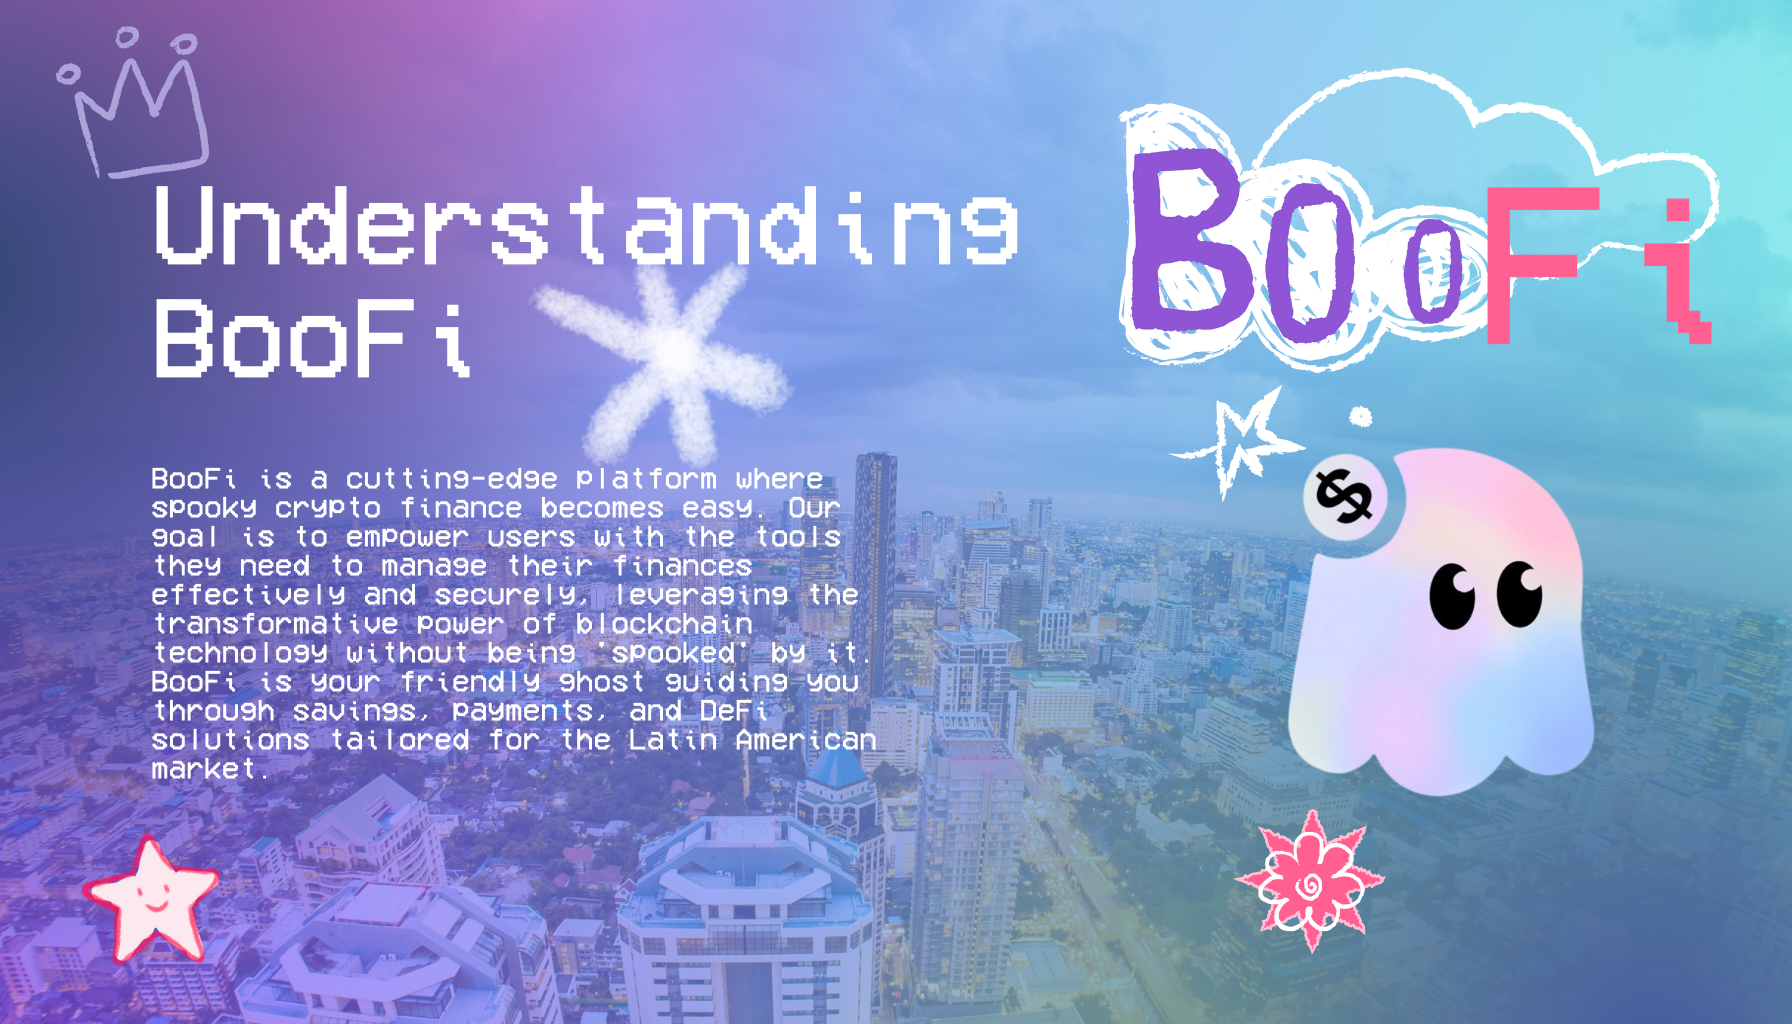 Understanding
BooFi
BooFi
$
BooFi is a cutting-edge platform where
spooky crypto finance becomes easy. Our
goal is to empower users with the tools
they need to manage their finances
effectively and securely, leveraging the
transformative power of blockchain
technology without being 'spooked' by it.
BooFi is your friendly ghost guiding you
through savings, payments, and DeFi
solutions tailored for the Latin American
market.